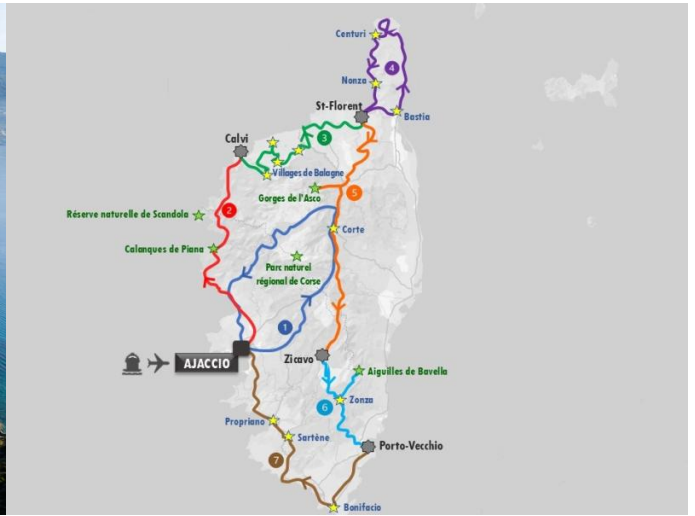 Centuri
4
Nonza
St-Florent
Bastia
Calvi
3
Villages de Balagne
Gorges de l'Asco
5
2
Réserve naturelle de Scandola
Corte
Calanques de Piana
Parc naturel
régional de Corse
1
AJACCIO
Zicavo
Aiguilles de Bavella
6
Zonza
Propriano
Sartène
Porto-Vecchio
7
Bonifacio